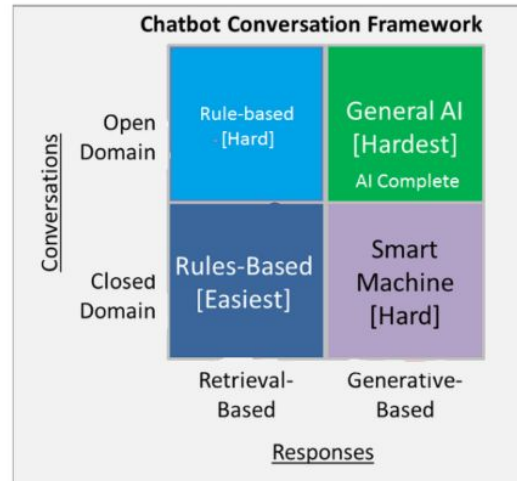 Chatbot Conversation Framework
Conversations
Open
Domain
Rule-based
[Hard]
General AI
[Hardest]
AI Complete
Closed
Domain
Rules-Based
[Easiest]
Smart
Machine
[Hard]
Retrieval-
Based
Generative-
Based
Responses